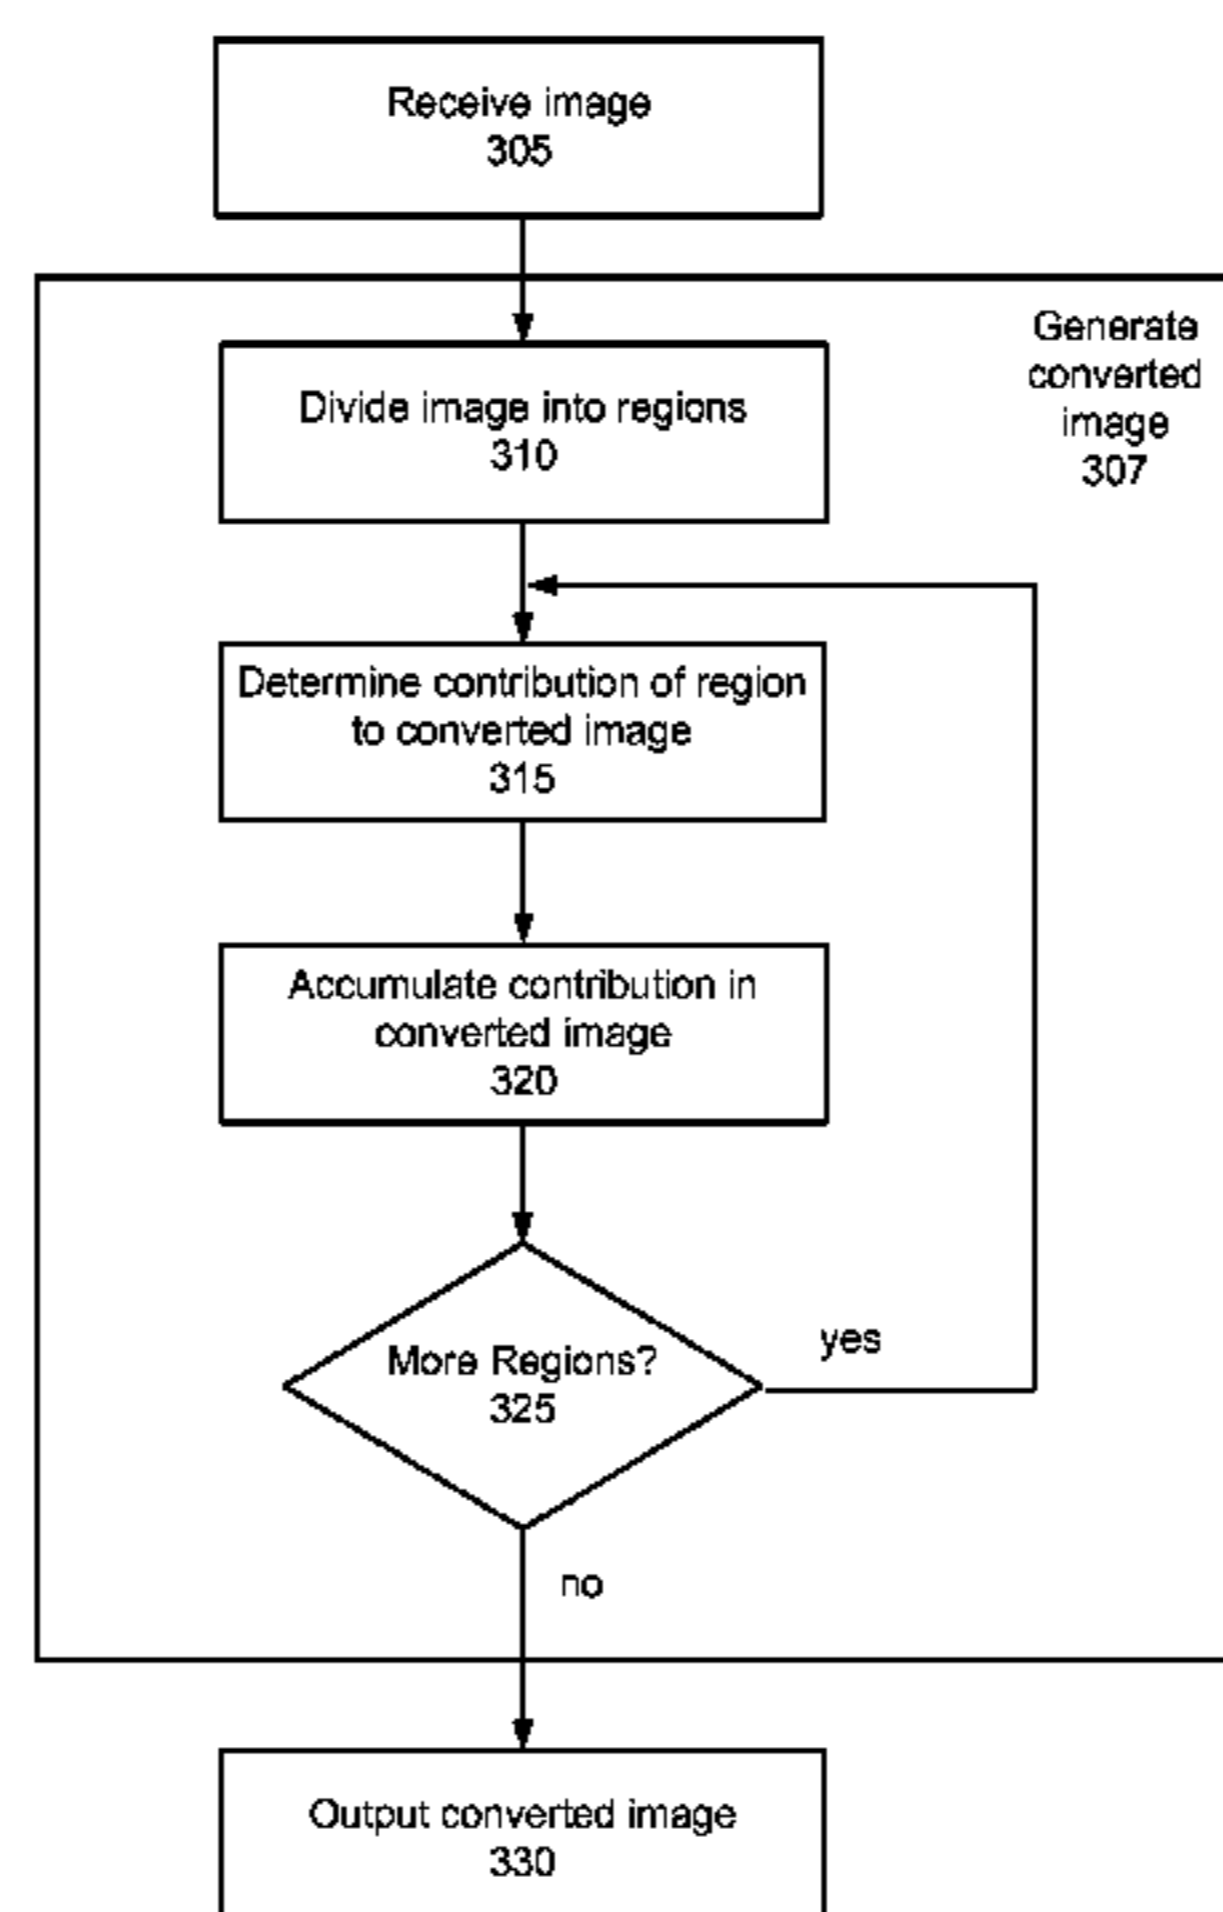 Receive image
305
Generate
converted
image
307
Divide image into regions
310
Determine contribution of region
to converted image
315
Accumulate contribution in
converted image
320
More Regions?
325
yes
no
Output converted image
330